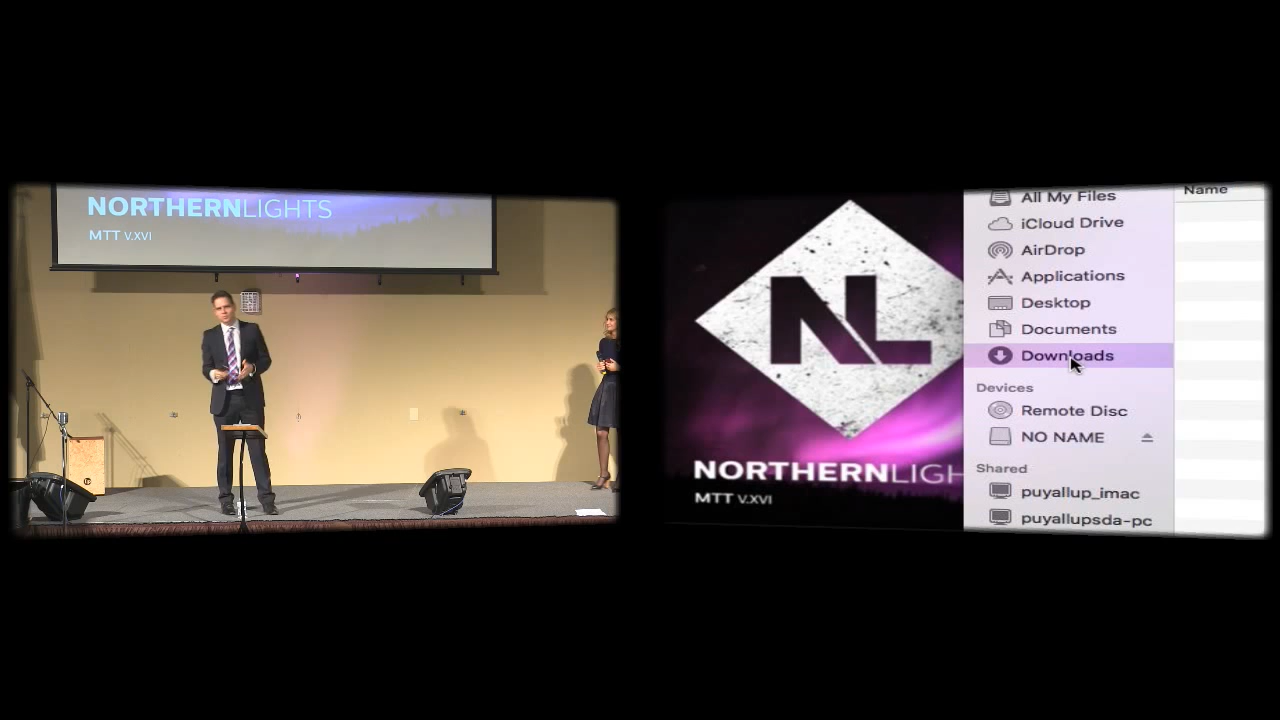 NORTHERNLIGHTS
MTT V.XVI
NL
NORTHERNLIGH
MTT V.XVI
All My Files
iCloud Drive
AirDrop
Applications
Desktop
Documents
Downloads
Devices
Remote Disc
NO NAME
Shared
puyallup_imac
puyallupsda-pc
Name